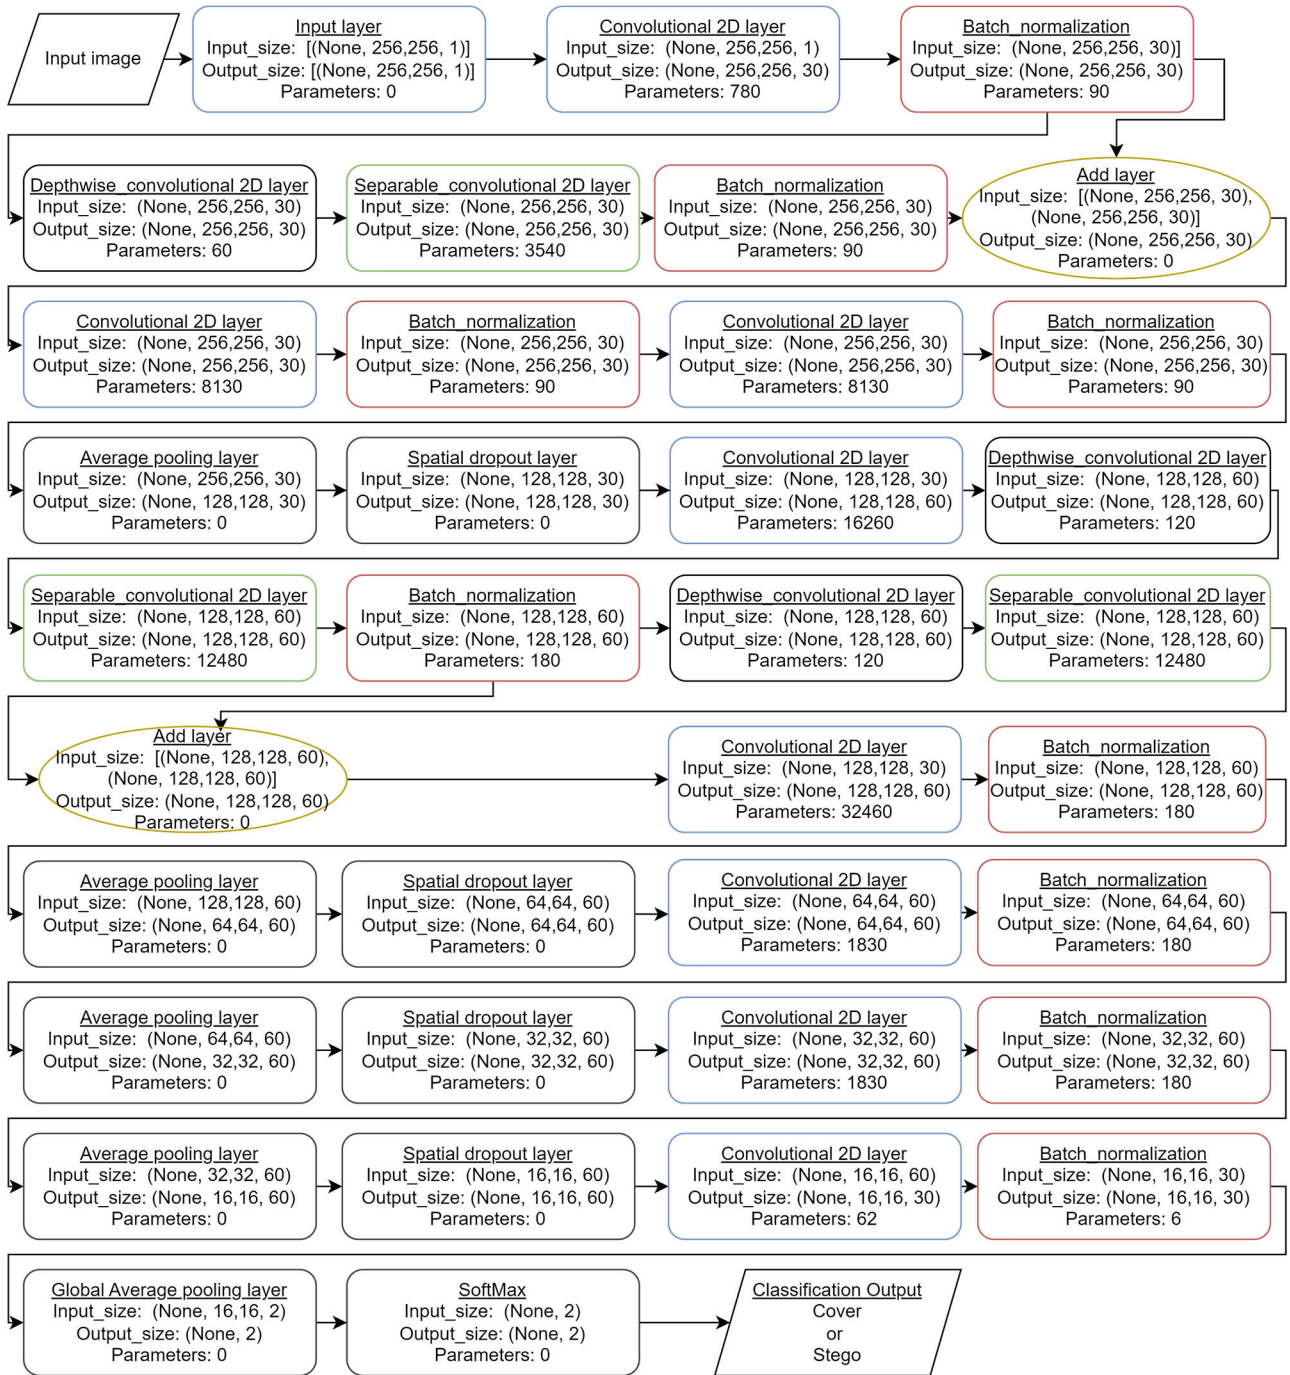 Input image
Input layer
Input_size:  [(None, 256,256, 1)]
Output_size: [(None, 256,256, 1)]
Parameters: 0
Convolutional 2D layer
Input_size:  (None, 256,256, 1)
Output_size: (None, 256,256, 30)
Parameters: 780
Batch_normalization
Input_size:  (None, 256,256, 30)]
Output_size: (None, 256,256, 30)
Parameters: 90
Depthwise_convolutional 2D layer
Input_size:  (None, 256,256, 30)
Output_size: (None, 256,256, 30)
Parameters: 60
Separable_convolutional 2D layer
Input_size:  (None, 256,256, 30)
Output_size: (None, 256,256, 30)
Parameters: 3540
Batch_normalization
Input_size:  (None, 256,256, 30)
Output_size: (None, 256,256, 30)
Parameters: 90
Add layer
Input_size:  [(None, 256,256, 30),
(None, 256,256, 30)]
Output_size: (None, 256,256, 30)
Parameters: 0
Convolutional 2D layer
Input_size:  (None, 256,256, 30)
Output_size: (None, 256,256, 30)
Parameters: 8130
Batch_normalization
Input_size:  (None, 256,256, 30)
Output_size: (None, 256,256, 30)
Parameters: 90
Convolutional 2D layer
Input_size:  (None, 256,256, 30)
Output_size: (None, 256,256, 30)
Parameters: 8130
Batch_normalization
Input_size:  (None, 256,256, 30)
Output_size: (None, 256,256, 30)
Parameters: 90
Average pooling layer
Input_size:  (None, 256,256, 30)
Output_size: (None, 128,128, 30)
Parameters: 0
Spatial dropout layer
Input_size:  (None, 128,128, 30)
Output_size: (None, 128,128, 30)
Parameters: 0
Convolutional 2D layer
Input_size:  (None, 128,128, 30)
Output_size: (None, 128,128, 60)
Parameters: 16260
Depthwise_convolutional 2D layer
Input_size:  (None, 128,128, 60)
Output_size: (None, 128,128, 60)
Parameters: 120
Separable_convolutional 2D layer
Input_size:  (None, 128,128, 60)
Output_size: (None, 128,128, 60)
Parameters: 12480
Batch_normalization
Input_size:  (None, 128,128, 60)
Output_size: (None, 128,128, 60)
Parameters: 180
Depthwise_convolutional 2D layer
Input_size:  (None, 128,128, 60)
Output_size: (None, 128,128, 60)
Parameters: 120
Separable_convolutional 2D layer
Input_size:  (None, 128,128, 60)
Output_size: (None, 128,128, 60)
Parameters: 12480
Add layer
Input_size:  [(None, 128,128, 60),
(None, 128,128, 60)]
Output_size: (None, 128,128, 60)
Parameters: 0
Convolutional 2D layer
Input_size:  (None, 128,128, 30)
Output_size: (None, 128,128, 60)
Parameters: 32460
Batch_normalization
Input_size:  (None, 128,128, 60)
Output_size: (None, 128,128, 60)
Parameters: 180
Average pooling layer
Input_size:  (None, 128,128, 60)
Output_size: (None, 64,64, 60)
Parameters: 0
Spatial dropout layer
Input_size:  (None, 64,64, 60)
Output_size: (None, 64,64, 60)
Parameters: 0
Convolutional 2D layer
Input_size:  (None, 64,64, 60)
Output_size: (None, 64,64, 60)
Parameters: 1830
Batch_normalization
Input_size:  (None, 64,64, 60)
Output_size: (None, 64,64, 60)
Parameters: 180
Average pooling layer
Input_size:  (None, 64,64, 60)
Output_size: (None, 32,32, 60)
Parameters: 0
Spatial dropout layer
Input_size:  (None, 32,32, 60)
Output_size: (None, 32,32, 60)
Parameters: 0
Convolutional 2D layer
Input_size:  (None, 32,32, 60)
Output_size: (None, 32,32, 60)
Parameters: 1830
Batch_normalization
Input_size:  (None, 32,32, 60)
Output_size: (None, 32,32, 60)
Parameters: 180
Average pooling layer
Input_size:  (None, 32,32, 60)
Output_size: (None, 16,16, 60)
Parameters: 0
Spatial dropout layer
Input_size:  (None, 16,16, 60)
Output_size: (None, 16,16, 60)
Parameters: 0
Convolutional 2D layer
Input_size:  (None, 16,16, 60)
Output_size: (None, 16,16, 30)
Parameters: 62
Batch_normalization
Input_size:  (None, 16,16, 30)
Output_size: (None, 16,16, 30)
Parameters: 6
Global Average pooling layer
Input_size:  (None, 16,16, 2)
Output_size: (None, 2)
Parameters: 0
SoftMax
Input_size:  (None, 2)
Output_size: (None, 2)
Parameters: 0
Classification Output
Cover
or
Stego